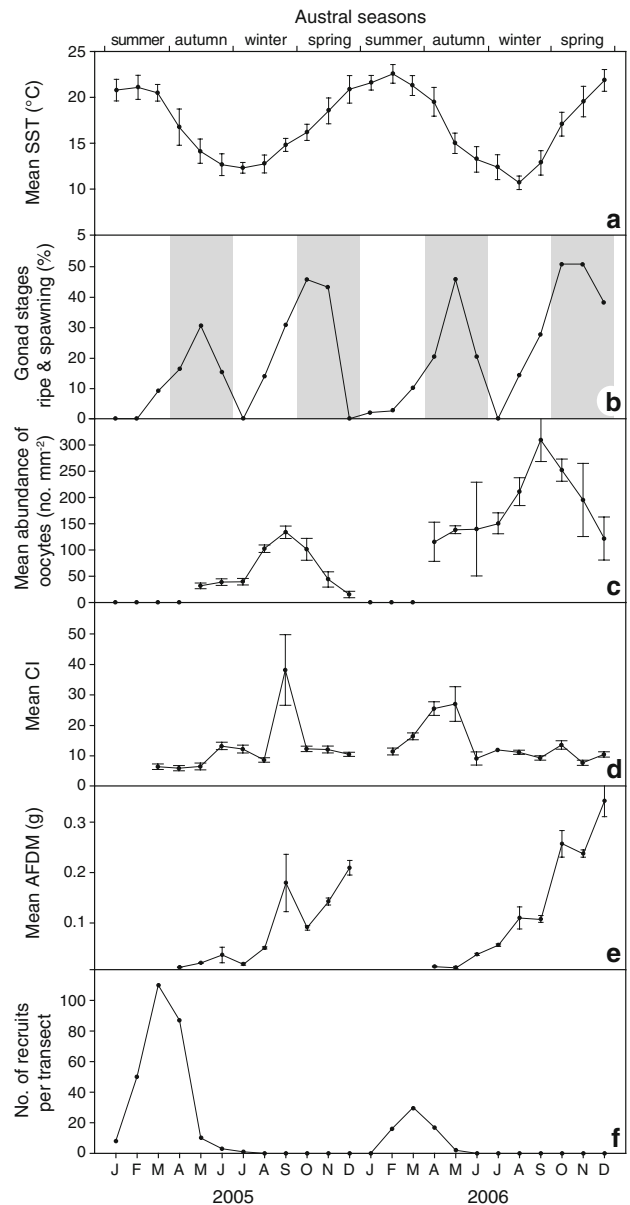 Austral seasons
summer autumn winter spring summer autumn winter spring
25
20
15
10
5
Mean SST (°C)
a
50
40
30
20
10
0
Gonad stages
ripe & spawning (%)
b
300
250
200
150
100
50
0
Mean abundance of
oocytes (no. mm⁻²)
c
50
40
30
20
10
0
Mean CI
d
0.3
0.2
0.1
Mean AFDM (g)
e
100
80
60
40
20
0
No. of recruits
per transect
f
J F M A M J J A S O N D J F M A M J J A S O N D
2005 2006